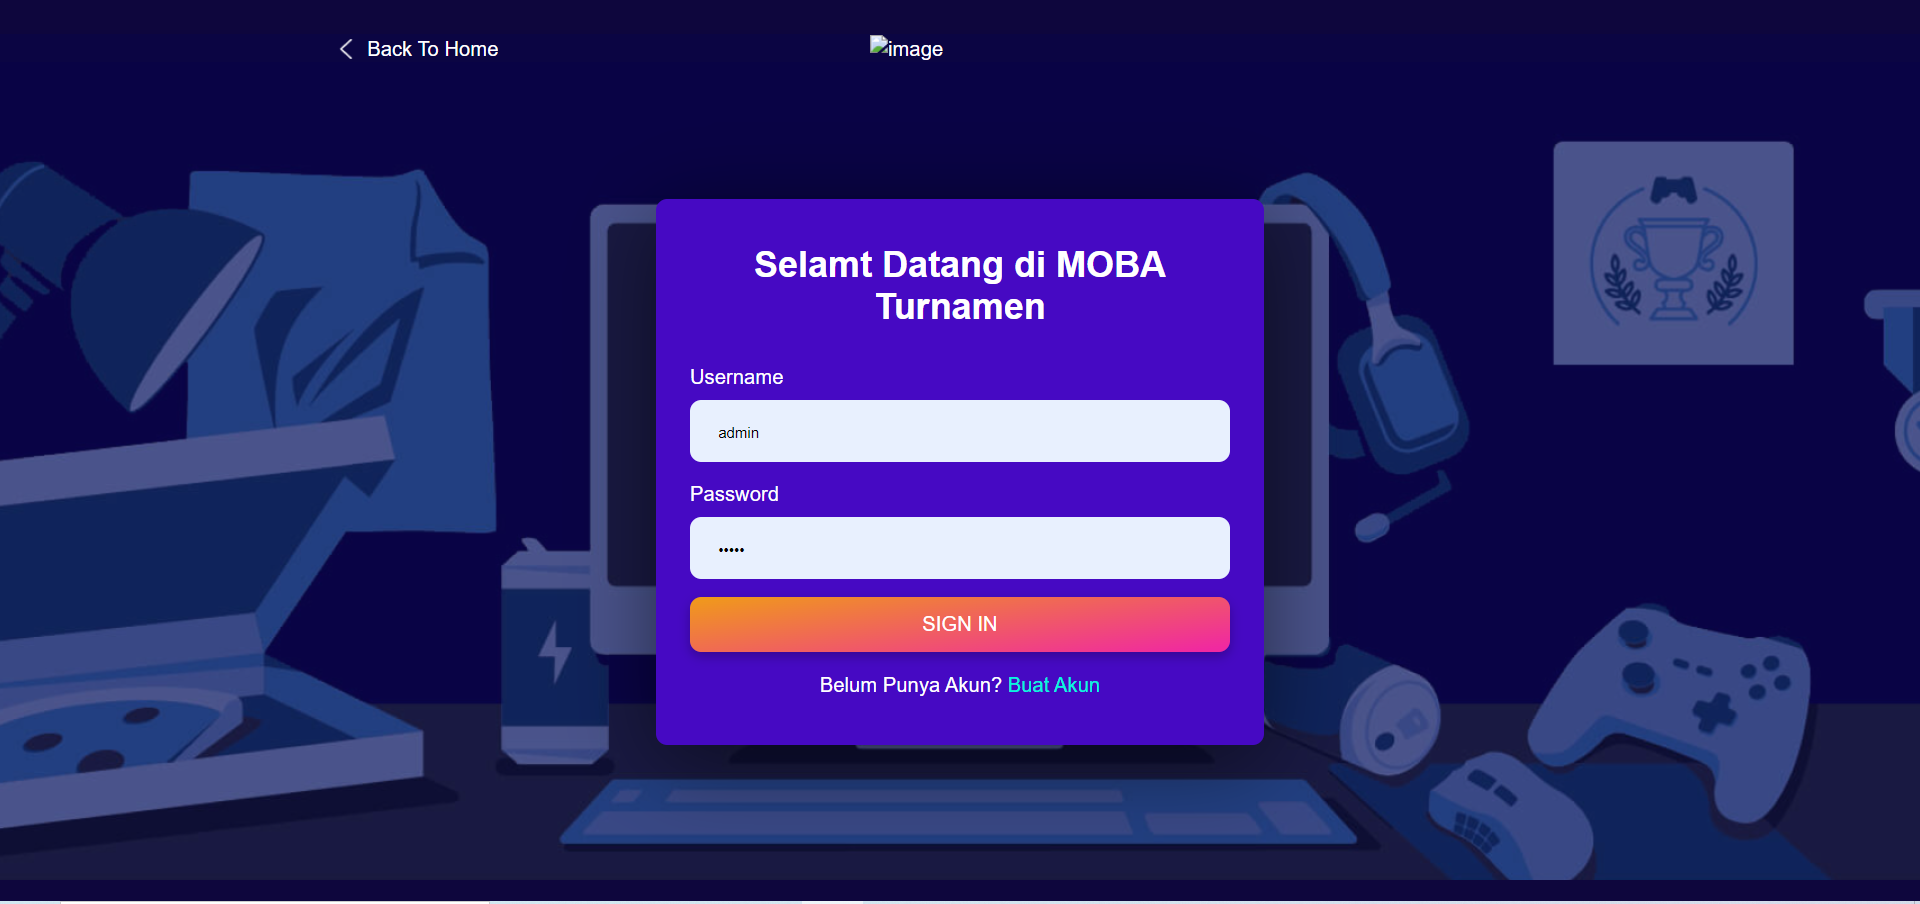 Back To Home
image
Selamt Datang di MOBA
Turnamen
Username
admin
Password
•••••
SIGN IN
Belum Punya Akun? Buat Akun